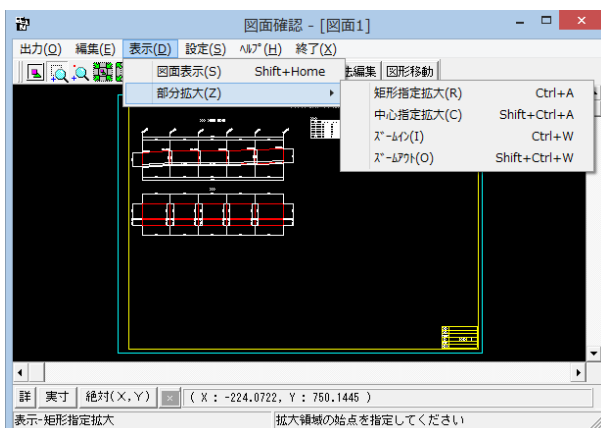 図面確認 - [図面1]
出力(O) 編集(E) 表示(D) 設定(S) ﾍﾙﾌﾟ(H) 終了(X)
図面表示(S) Shift+Home
編集 図形移動
部分拡大(Z)
矩形指定拡大(R) Ctrl+A
中心指定拡大(C) Shift+Ctrl+A
ｽﾞｰﾑｲﾝ(I) Ctrl+W
ｽﾞｰﾑｱｳﾄ(O) Shift+Ctrl+W
詳 実寸 絶対(X,Y) ( X : -224.0722, Y : 750.1445 )
表示-矩形指定拡大 拡大領域の始点を指定してください